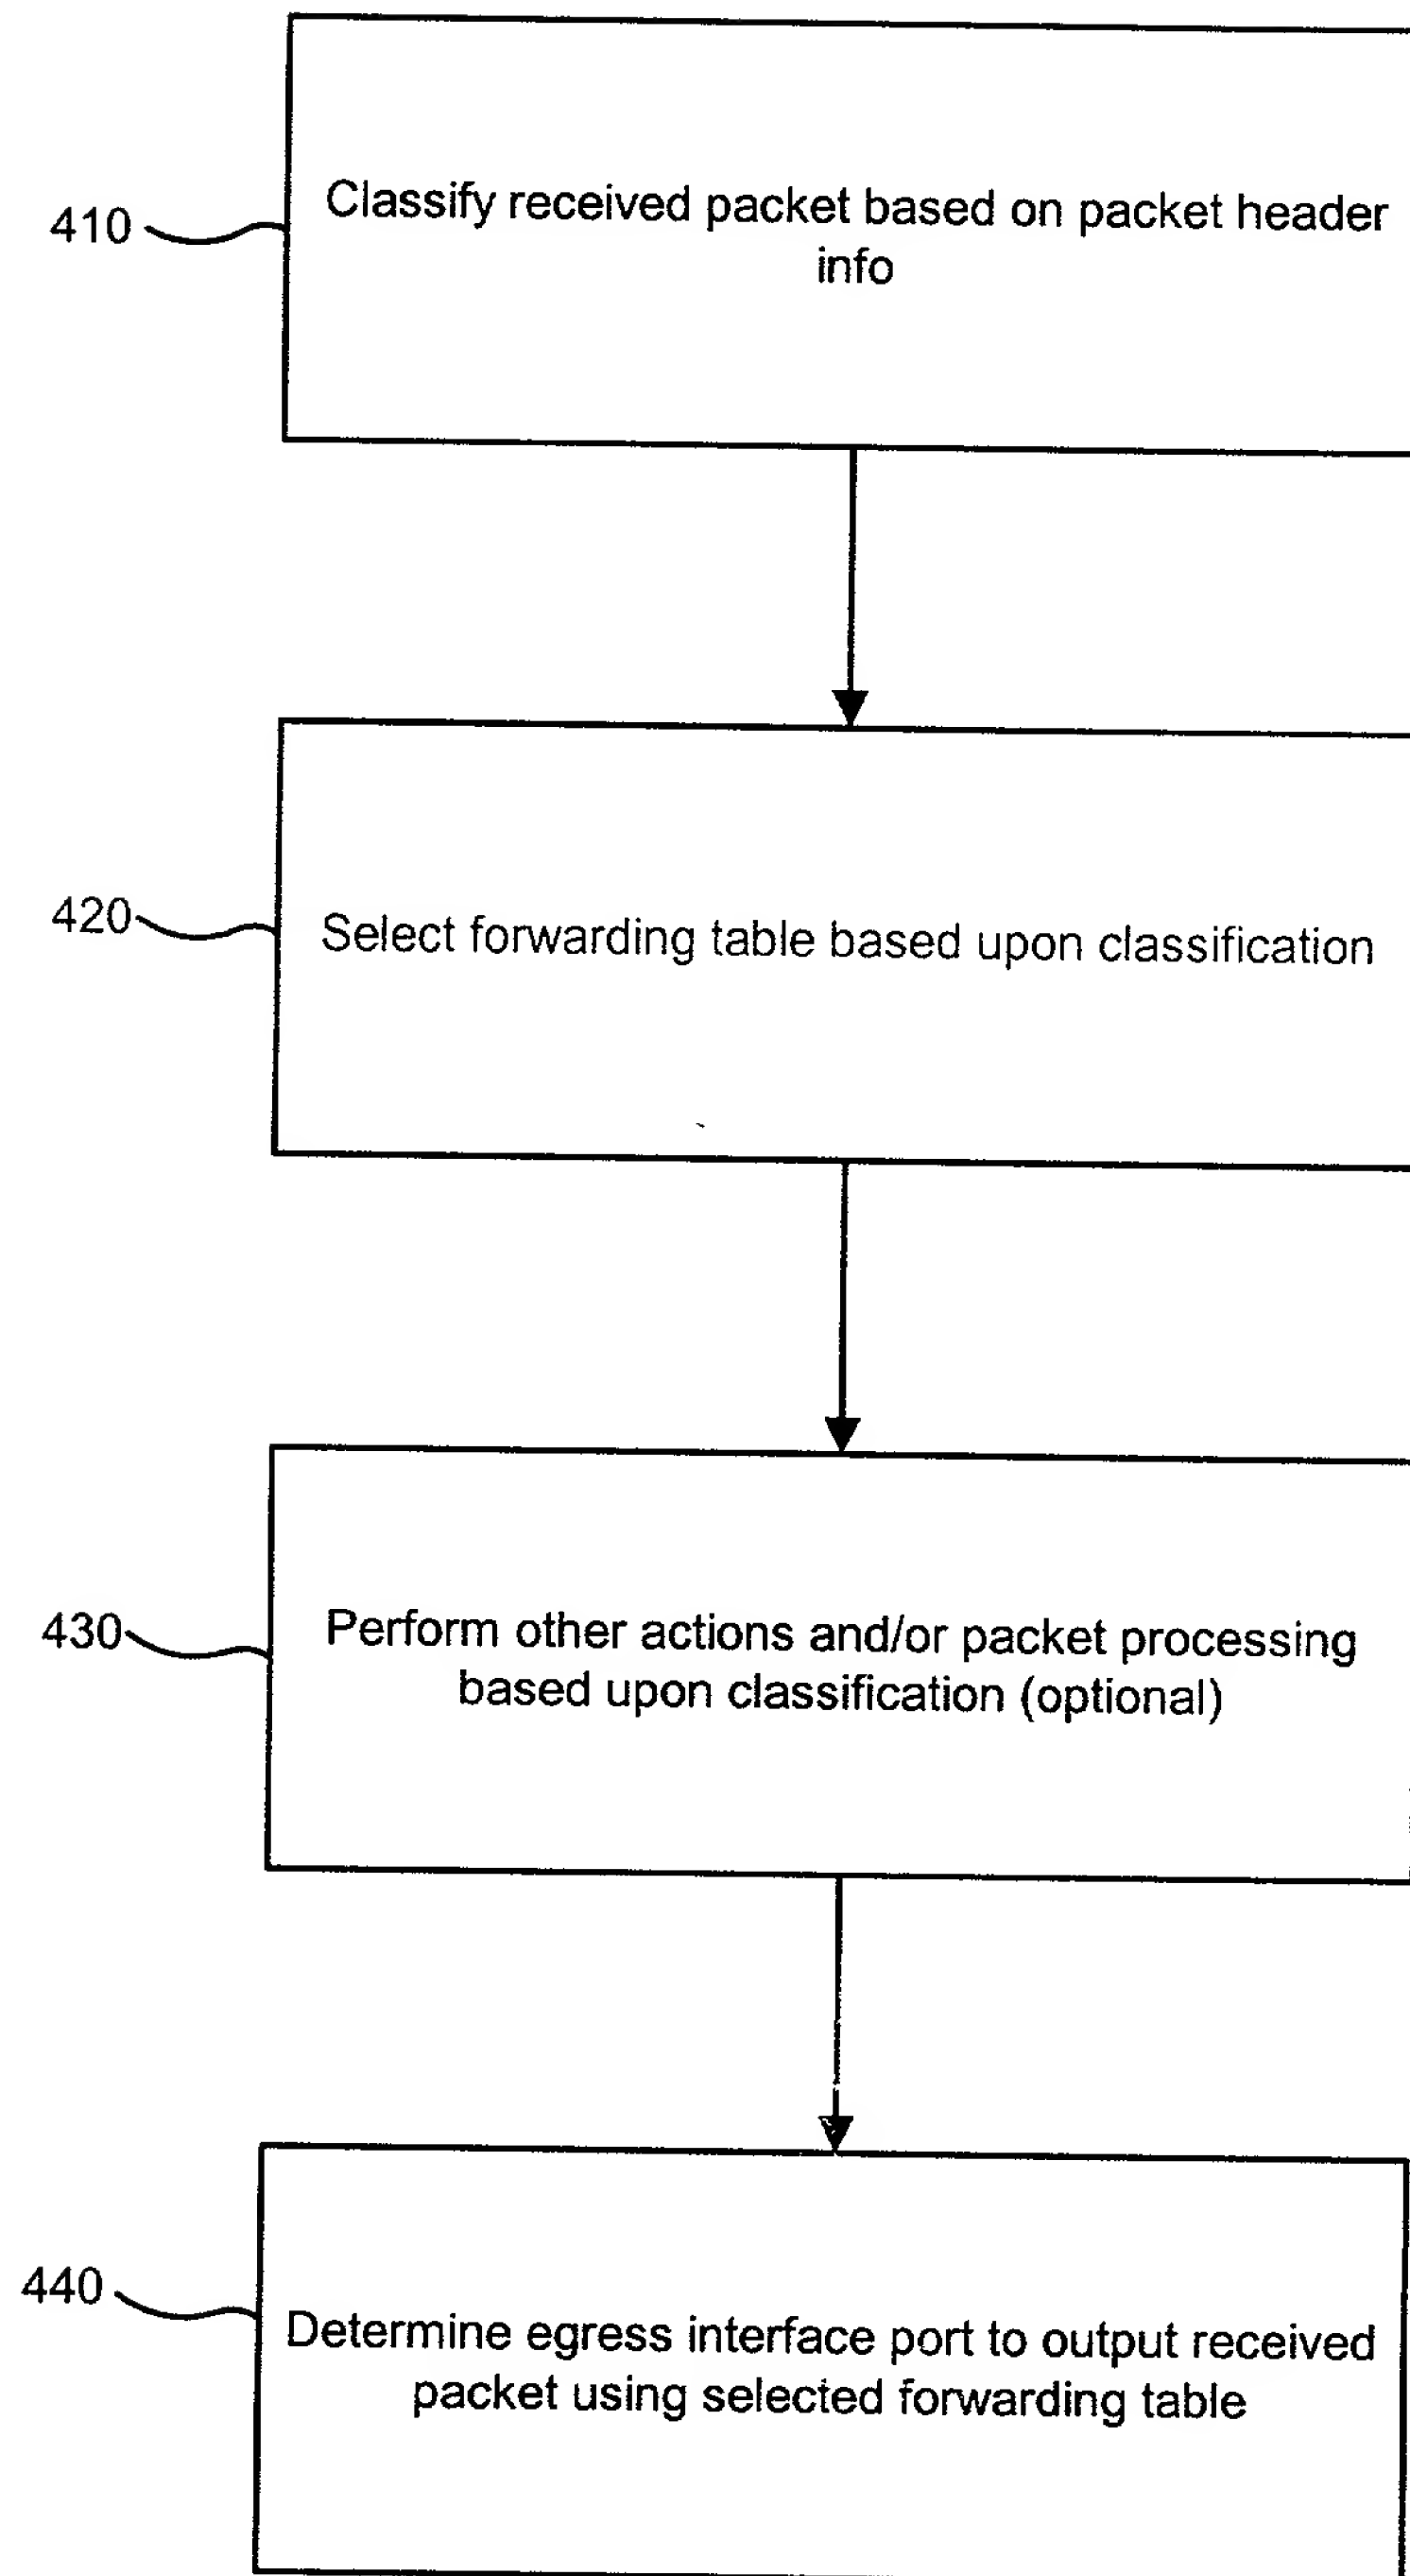 410
Classify received packet based on packet header
info
420
Select forwarding table based upon classification
430
Perform other actions and/or packet processing
based upon classification (optional)
440
Determine egress interface port to output received
packet using selected forwarding table